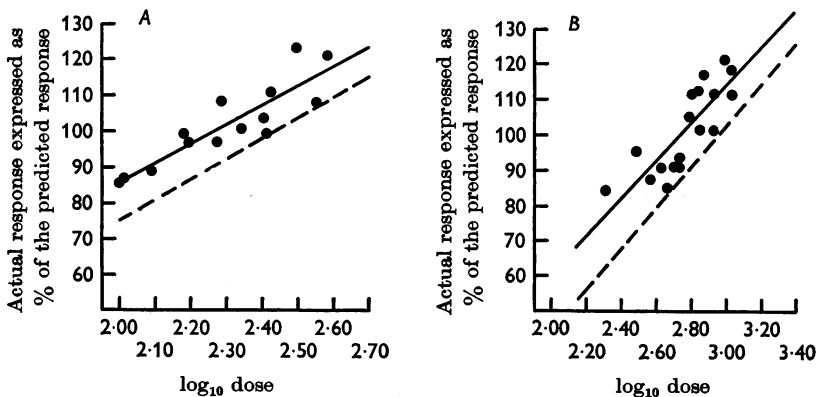 A
Actual response expressed as
% of the predicted response
130
120
110
100
90
80
70
60
2·00 2·20 2·40 2·60
2·10 2·30 2·50 2·70
log10 dose
B
Actual response expressed as
% of the predicted response
130
120
110
100
90
80
70
60
2·00 2·40 2·80 3·20
2·20 2·60 3·00 3·40
log10 dose